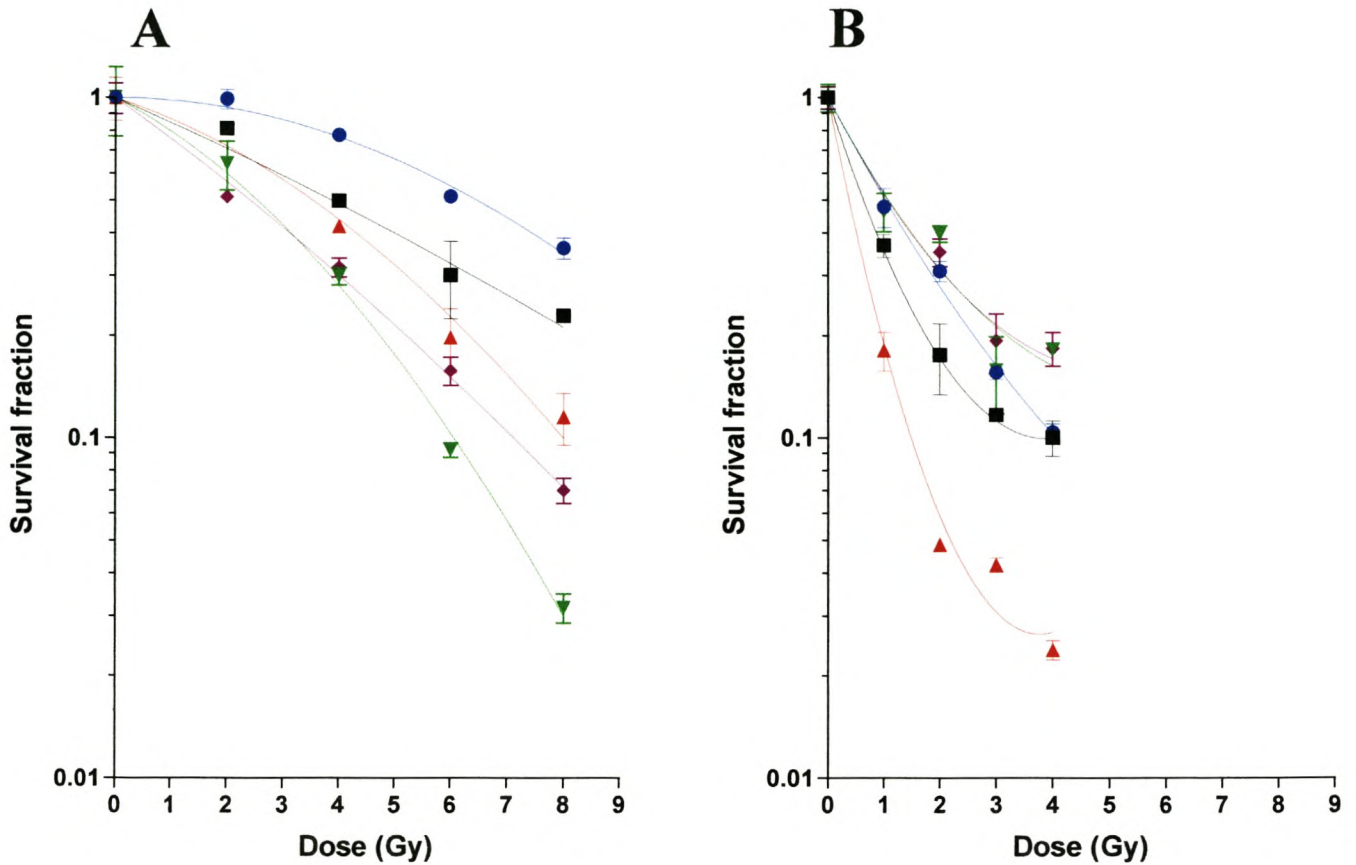 A
B
1
0.1
0.01
Survival fraction
0 1 2 3 4 5 6 7 8 9
Dose (Gy)
1
0.1
0.01
Survival fraction
0 1 2 3 4 5 6 7 8 9
Dose (Gy)